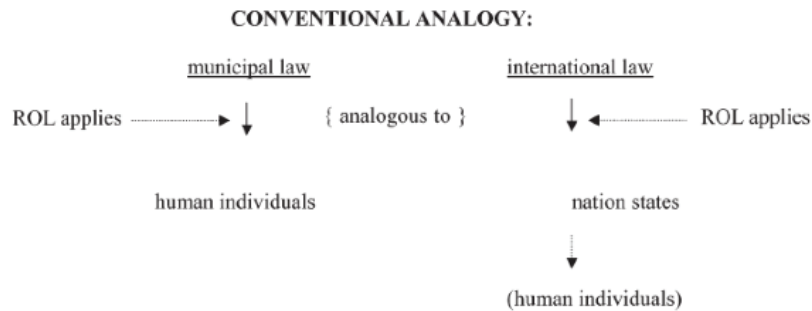 CONVENTIONAL ANALOGY:
municipal law international law
ROL applies { analogous to } ROL applies
human individuals nation states
(human individuals)